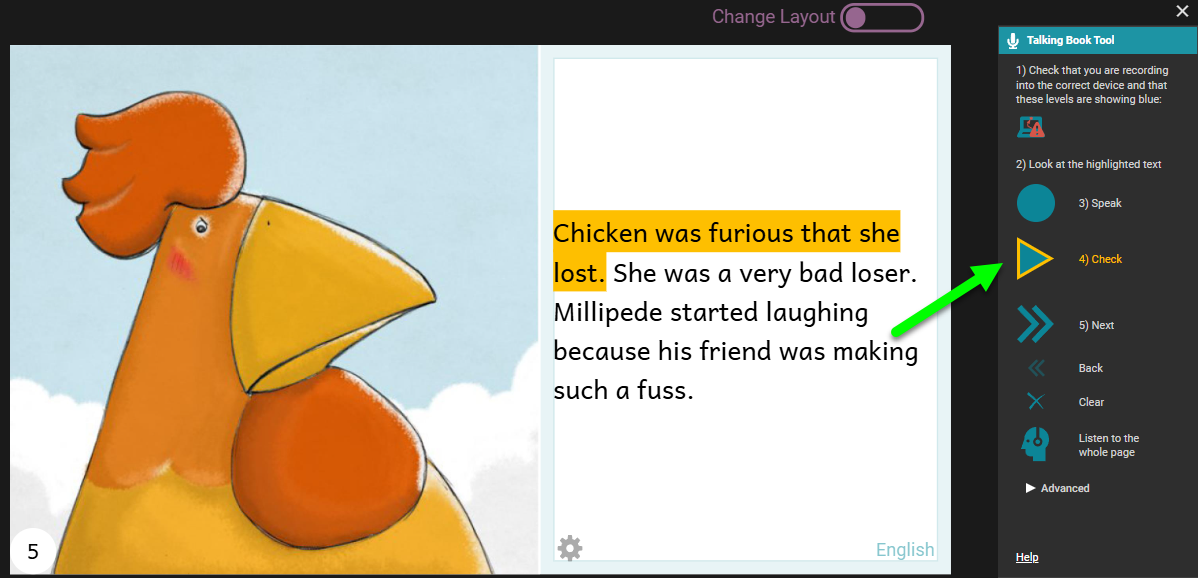 Change Layout
Chicken was furious that she
lost. She was a very bad loser.
Millipede started laughing
because his friend was making
such a fuss.
English
5
Talking Book Tool
1) Check that you are recording
into the correct device and that
these levels are showing blue:
2) Look at the highlighted text
3) Speak
4) Check
5) Next
Back
Clear
Listen to the
whole page
Advanced
Help